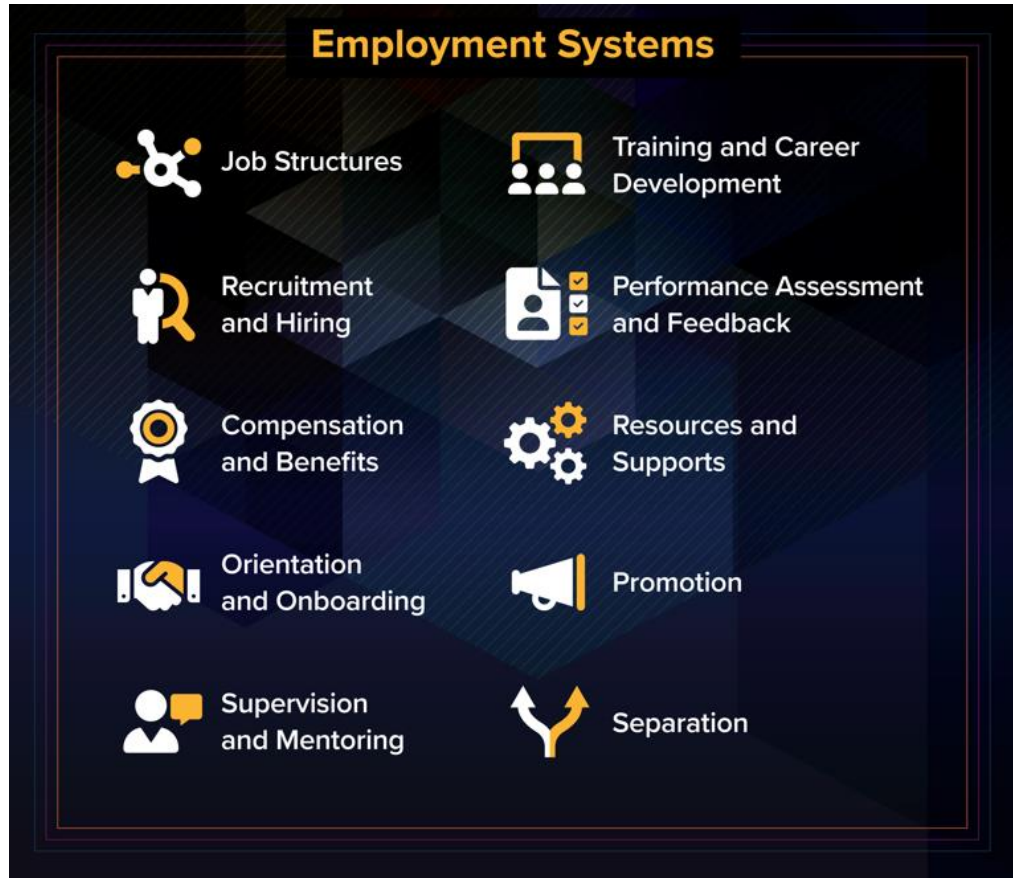 Employment Systems
Job Structures
Recruitment
and Hiring
Compensation
and Benefits
Orientation
and Onboarding
Supervision
and Mentoring
Training and Career
Development
Performance Assessment
and Feedback
Resources and
Supports
Promotion
Separation